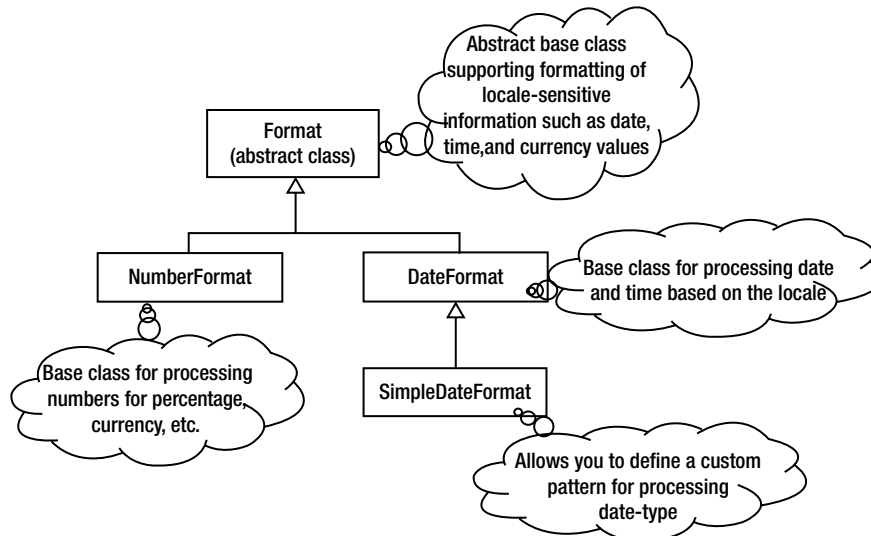 Abstract base class
supporting formatting of
locale-sensitive
information such as date,
time,and currency values
Format
(abstract class)
NumberFormat
DateFormat
Base class for processing date
and time based on the locale
Base class for processing
numbers for percentage,
currency, etc.
SimpleDateFormat
Allows you to define a custom
pattern for processing
date-type